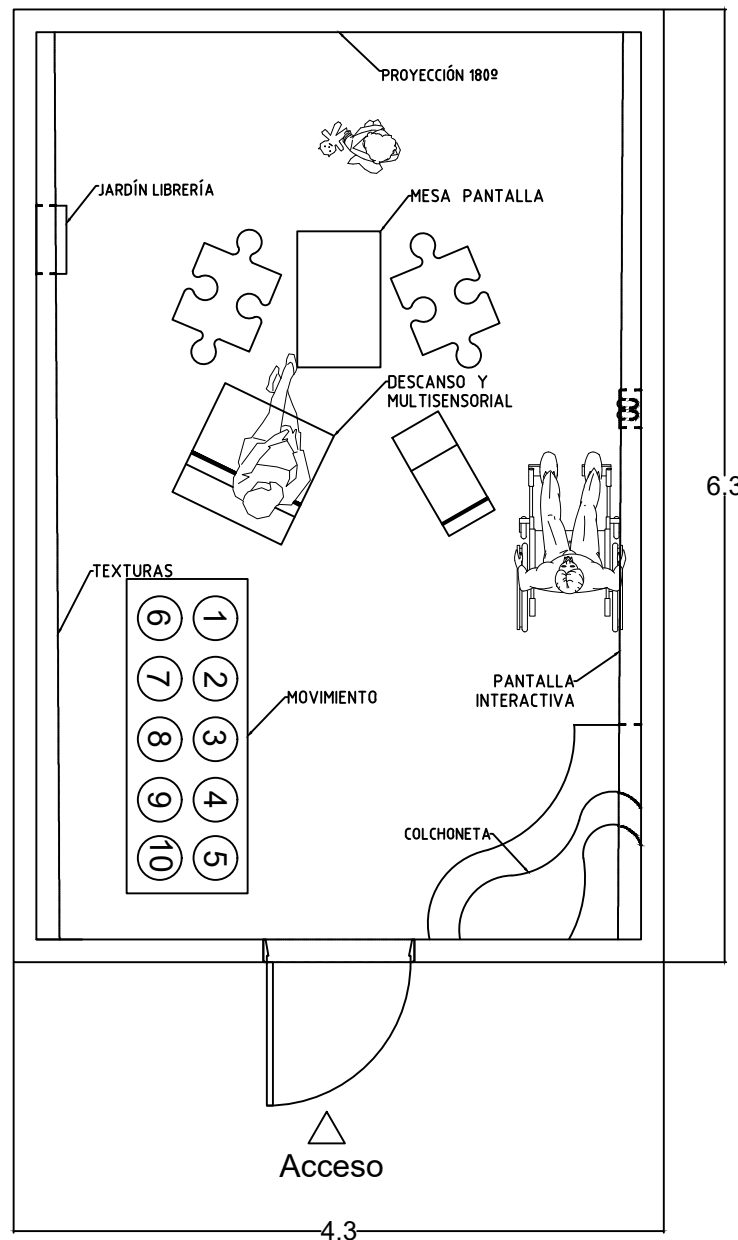 PROYECCIÓN 180º
JARDÍN LIBRERÍA
MESA PANTALLA
DESCANSO Y
MULTISENSORIAL
6.3
TEXTURAS
6 1
7 2
8 3
9 4
10 5
MOVIMIENTO
PANTALLA
INTERACTIVA
COLCHONETA
Acceso
4.3